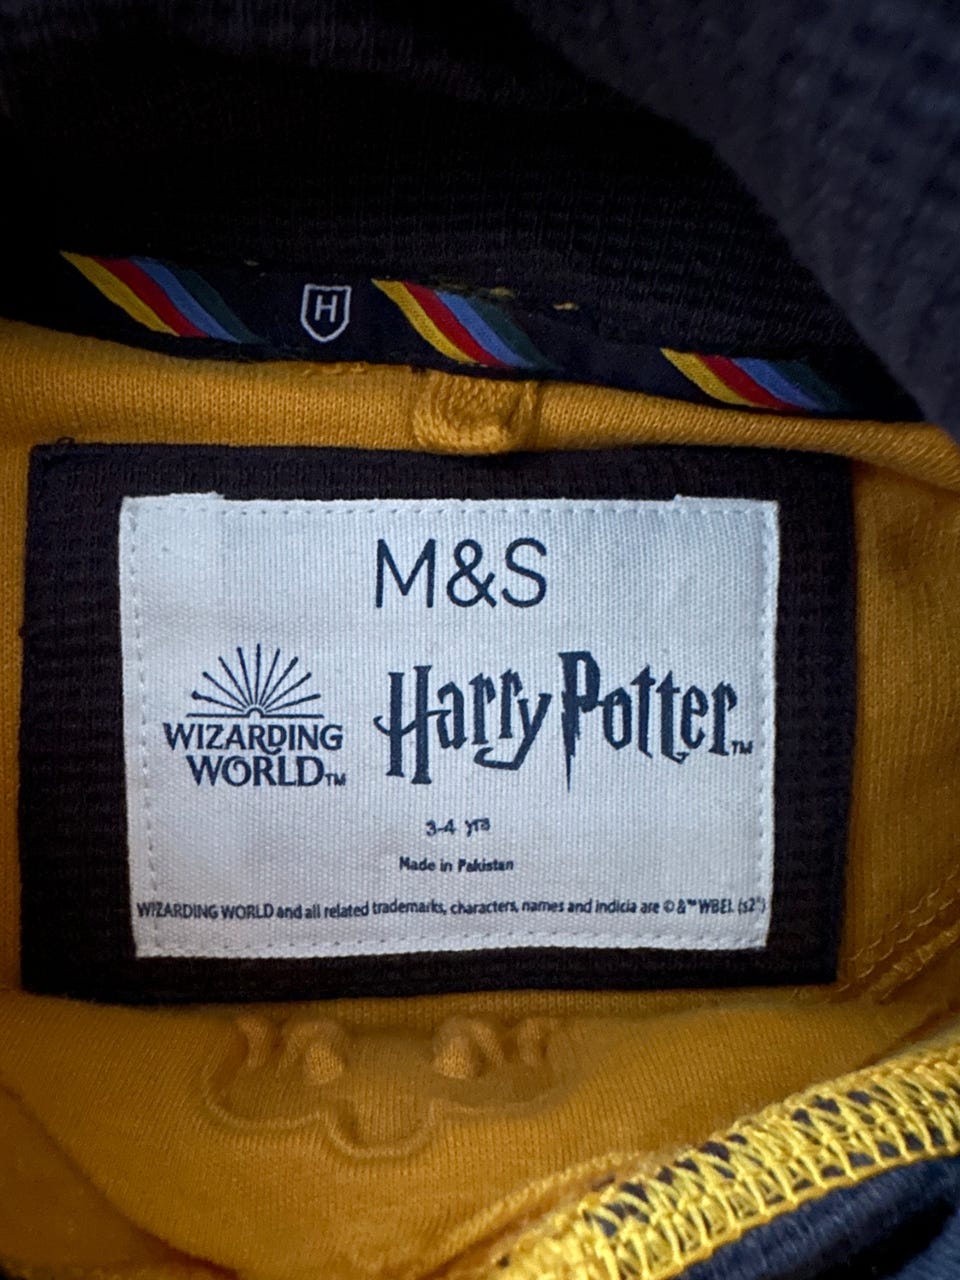 H
M&S
WIZARDING
WORLD™
Harry Potter™
3-4 yrs
Made in Pakistan
WIZARDING WORLD and all related trademarks, characters, names and indicia are © & ™ WBEI. (s2*)